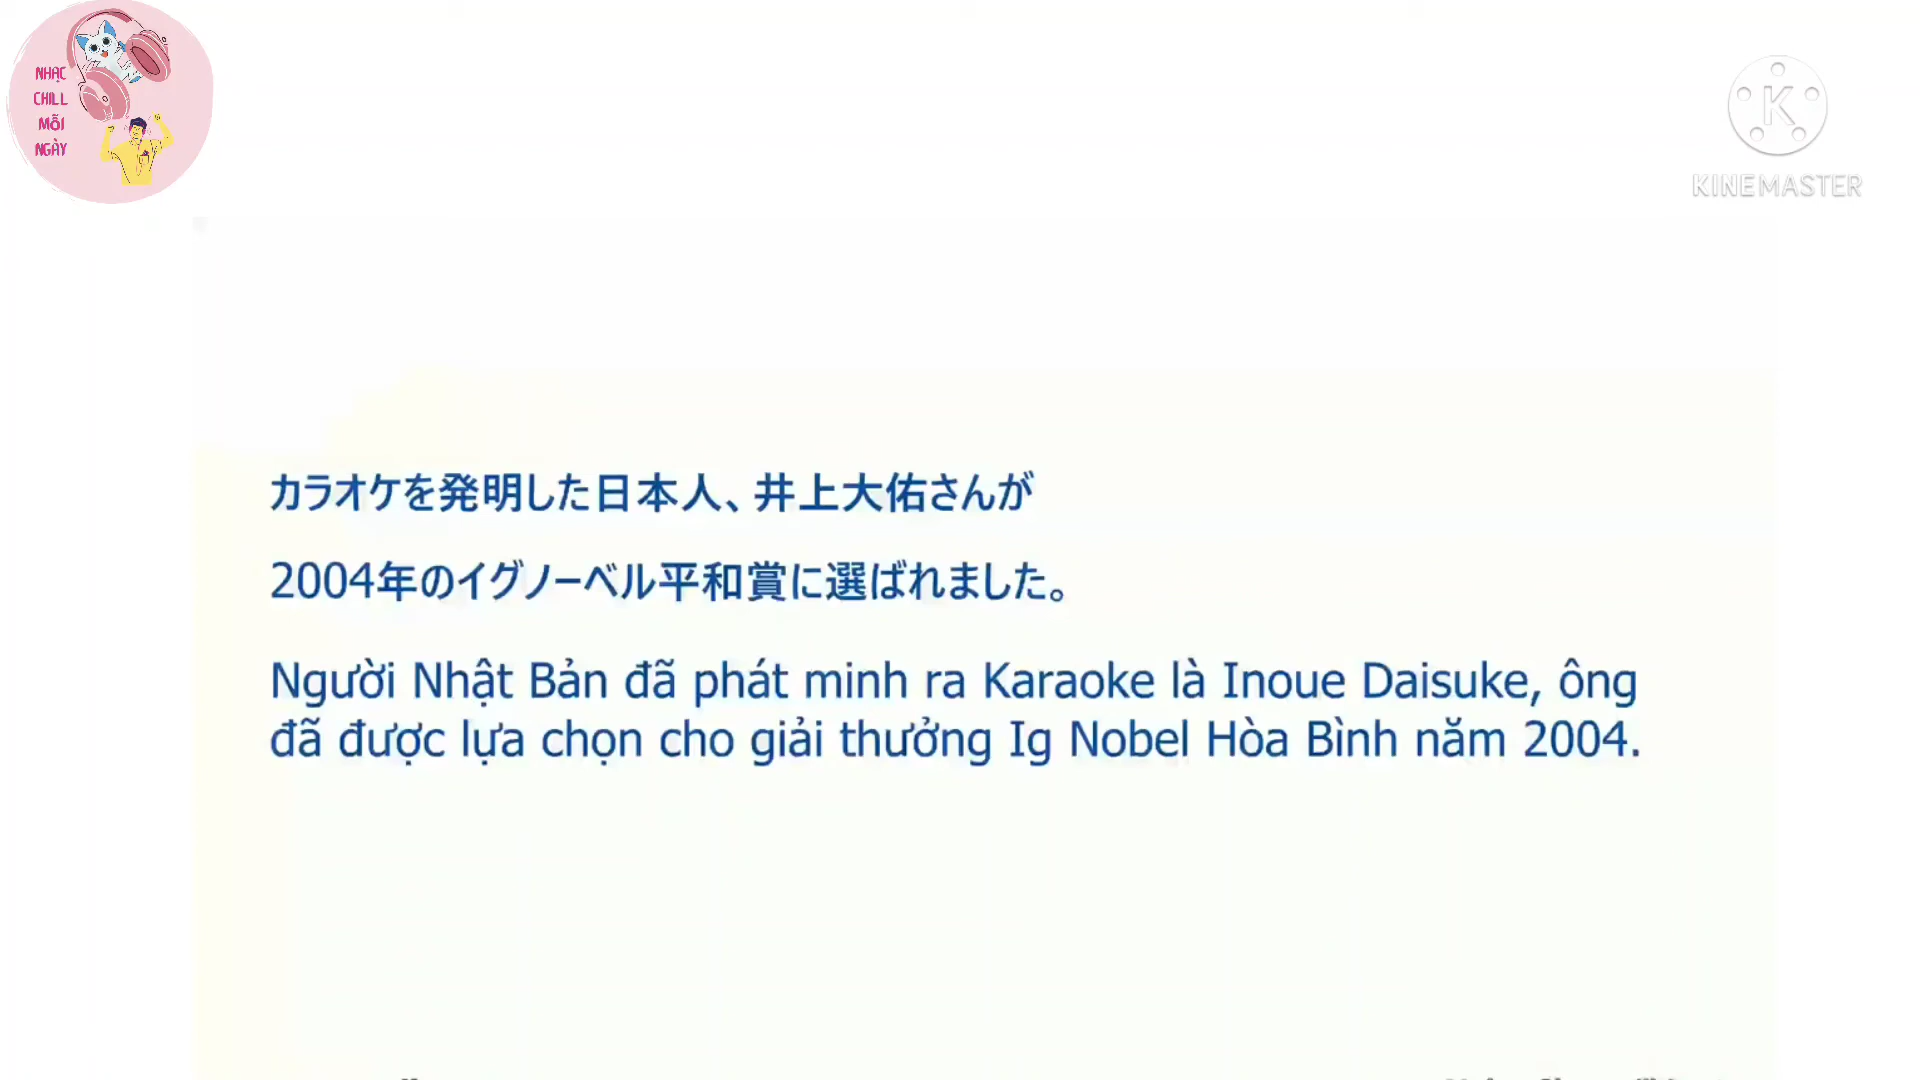 NHẠC
CHILL
MỖI
NGÀY
KINEMASTER
カラオケを発明した日本人、井上大佑さんが
2004年のイグノーベル平和賞に選ばれました。
Người Nhật Bản đã phát minh ra Karaoke là Inoue Daisuke, ông
đã được lựa chọn cho giải thưởng Ig Nobel Hòa Bình năm 2004.